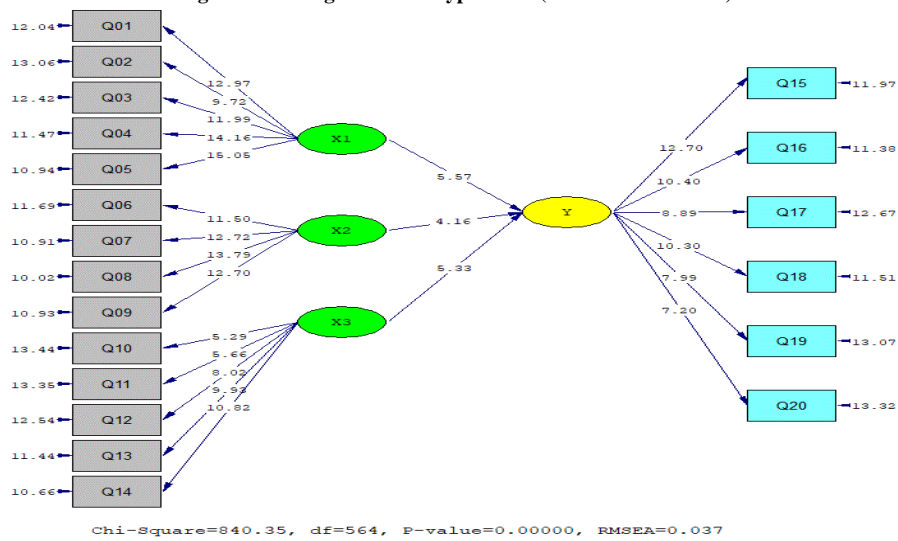 12.04 Q01
13.06 Q02
12.42 Q03
11.47 Q04
10.94 Q05
11.69 Q06
10.91 Q07
10.02 Q08
10.93 Q09
13.44 Q10
13.35 Q11
12.54 Q12
11.44 Q13
10.66 Q14
12.97
9.72
11.99
14.16
15.05
11.50
12.72
13.79
12.70
5.29
5.66
8.02
9.93
10.82
X1
X2
X3
5.57
4.16
5.33
Y
12.70
10.40
8.89
10.30
7.99
7.20
Q15 11.97
Q16 11.38
Q17 12.67
Q18 11.51
Q19 13.07
Q20 13.32
Chi-Square=840.35, df=564, P-value=0.00000, RMSEA=0.037